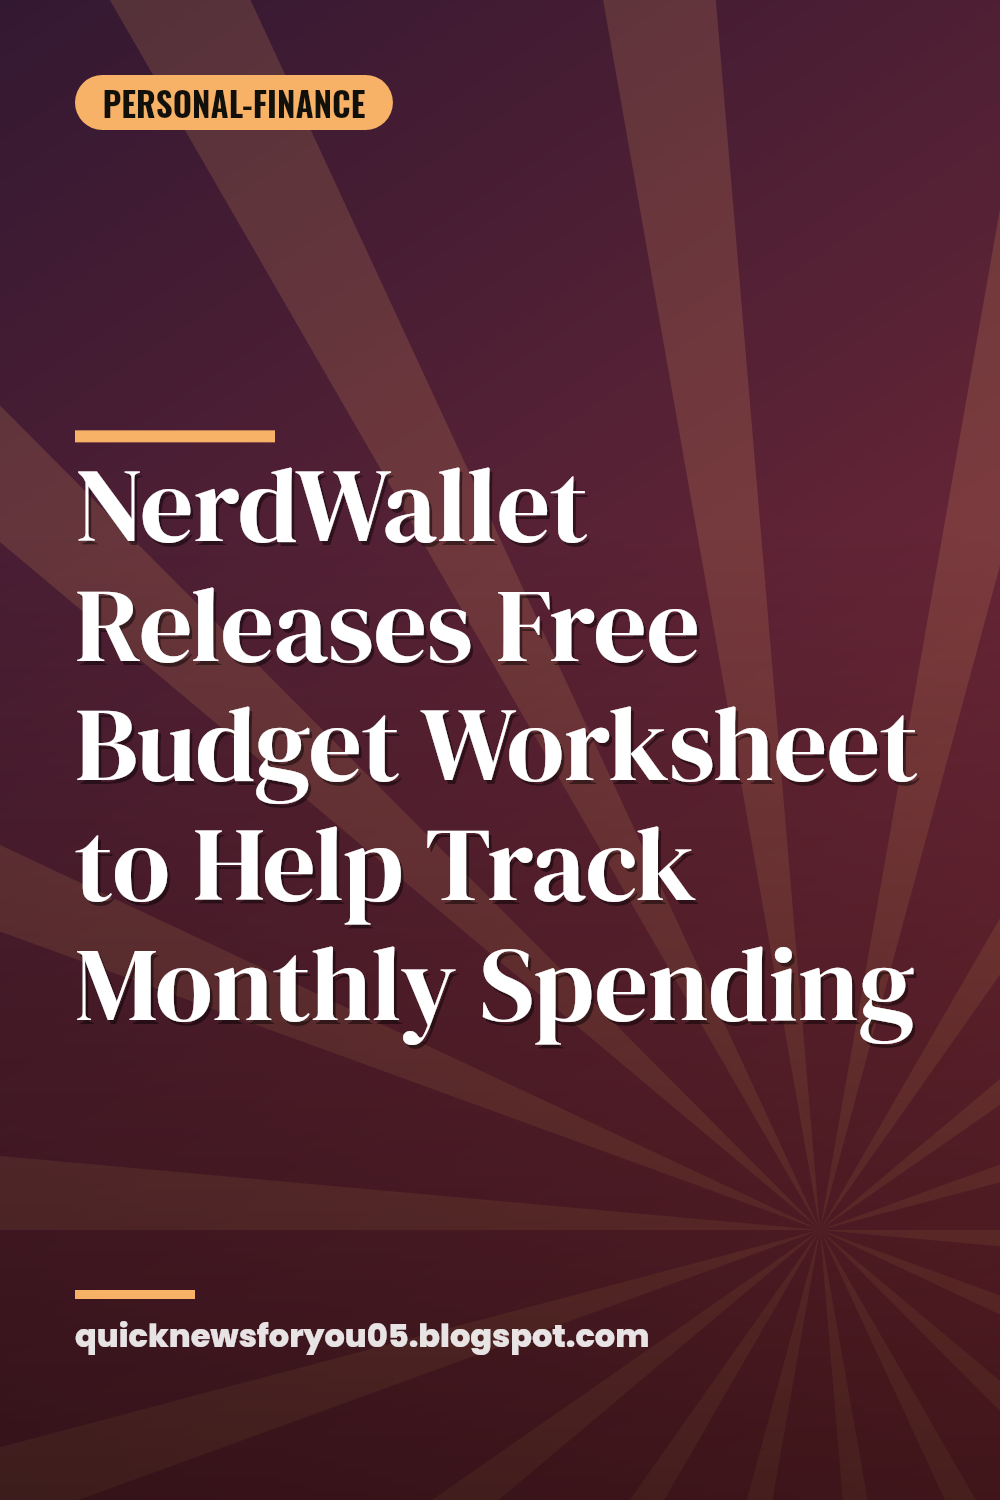 PERSONAL-FINANCE
NerdWallet
Releases Free
Budget Worksheet
to Help Track
Monthly Spending
quicknewsforyou05.blogspot.com